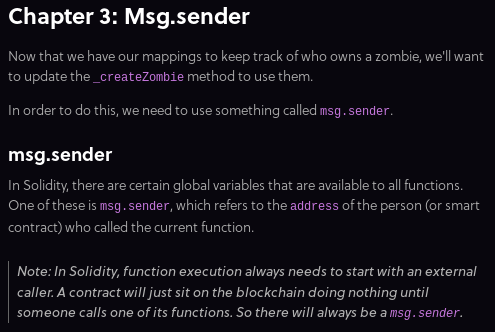 Chapter 3: Msg.sender
Now that we have our mappings to keep track of who owns a zombie, we'll want
to update the _createZombie method to use them.
In order to do this, we need to use something called msg.sender.
msg.sender
In Solidity, there are certain global variables that are available to all functions.
One of these is msg.sender, which refers to the address of the person (or smart
contract) who called the current function.
Note: In Solidity, function execution always needs to start with an external
caller. A contract will just sit on the blockchain doing nothing until
someone calls one of its functions. So there will always be a msg.sender.